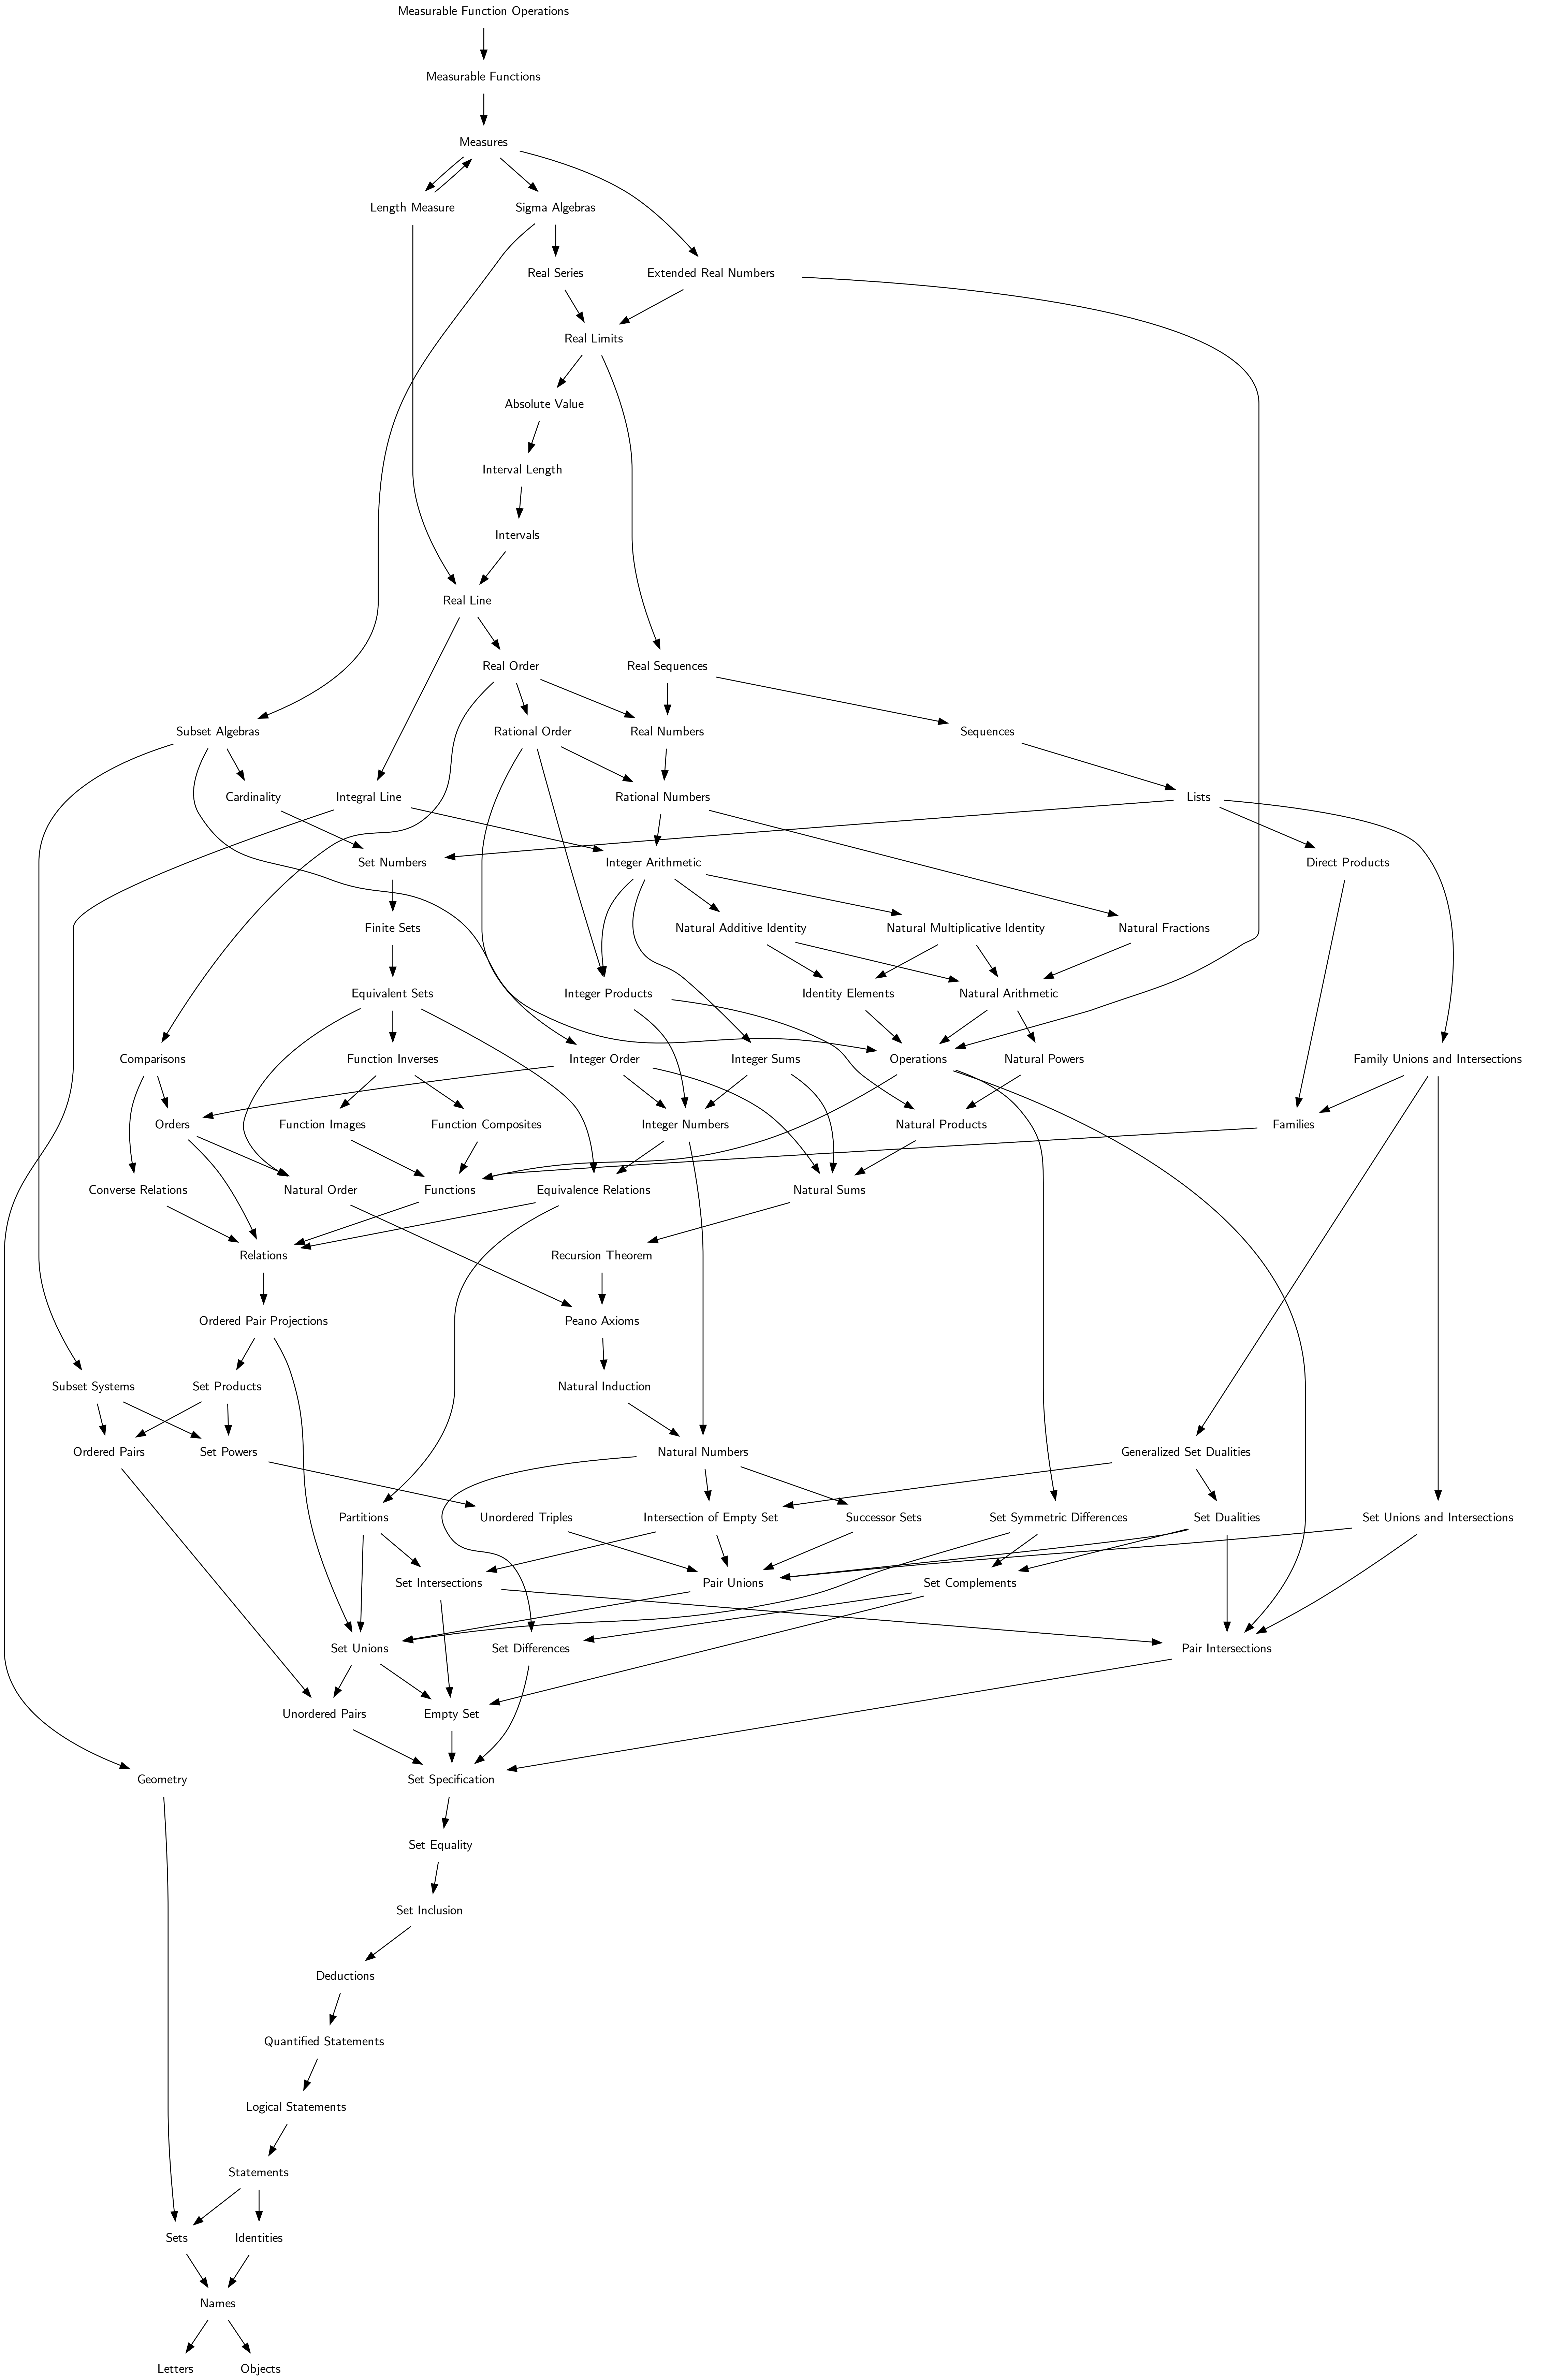 Measurable Function Operations
Measurable Functions
Measures
Length Measure
Sigma Algebras
Real Series
Extended Real Numbers
Real Limits
Absolute Value
Interval Length
Intervals
Real Line
Real Order
Real Sequences
Subset Algebras
Rational Order
Real Numbers
Sequences
Cardinality
Integral Line
Rational Numbers
Lists
Set Numbers
Integer Arithmetic
Direct Products
Finite Sets
Natural Additive Identity
Natural Multiplicative Identity
Natural Fractions
Equivalent Sets
Integer Products
Identity Elements
Natural Arithmetic
Comparisons
Function Inverses
Integer Order
Integer Sums
Operations
Natural Powers
Family Unions and Intersections
Orders
Function Images
Function Composites
Integer Numbers
Natural Products
Families
Converse Relations
Natural Order
Functions
Equivalence Relations
Natural Sums
Relations
Recursion Theorem
Ordered Pair Projections
Peano Axioms
Subset Systems
Set Products
Natural Induction
Ordered Pairs
Set Powers
Natural Numbers
Generalized Set Dualities
Partitions
Unordered Triples
Intersection of Empty Set
Successor Sets
Set Symmetric Differences
Set Dualities
Set Unions and Intersections
Set Intersections
Pair Unions
Set Complements
Set Unions
Set Differences
Pair Intersections
Unordered Pairs
Empty Set
Geometry
Set Specification
Set Equality
Set Inclusion
Deductions
Quantified Statements
Logical Statements
Statements
Sets
Identities
Names
Letters
Objects